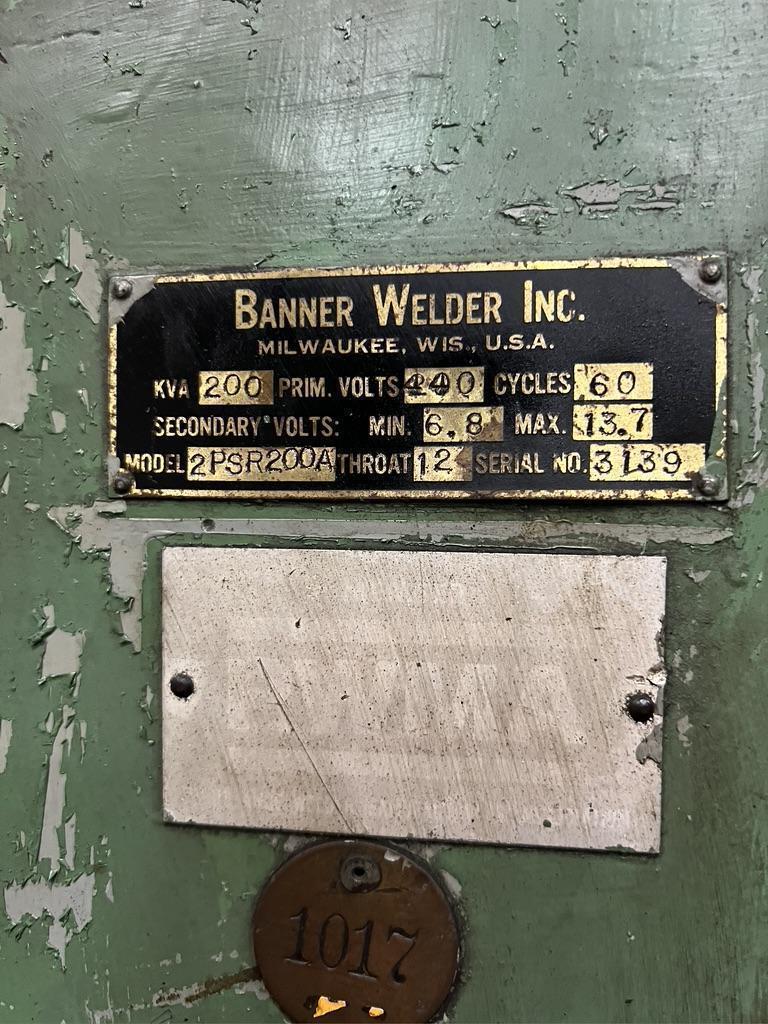 BANNER WELDER INC.
MILWAUKEE, WIS., U.S.A.
KVA 200 PRIM. VOLTS 440 CYCLES 60
SECONDARY VOLTS: MIN. 6.8 MAX. 13.7
MODEL 2PSR200A THROAT 12 SERIAL NO. 3139
1017